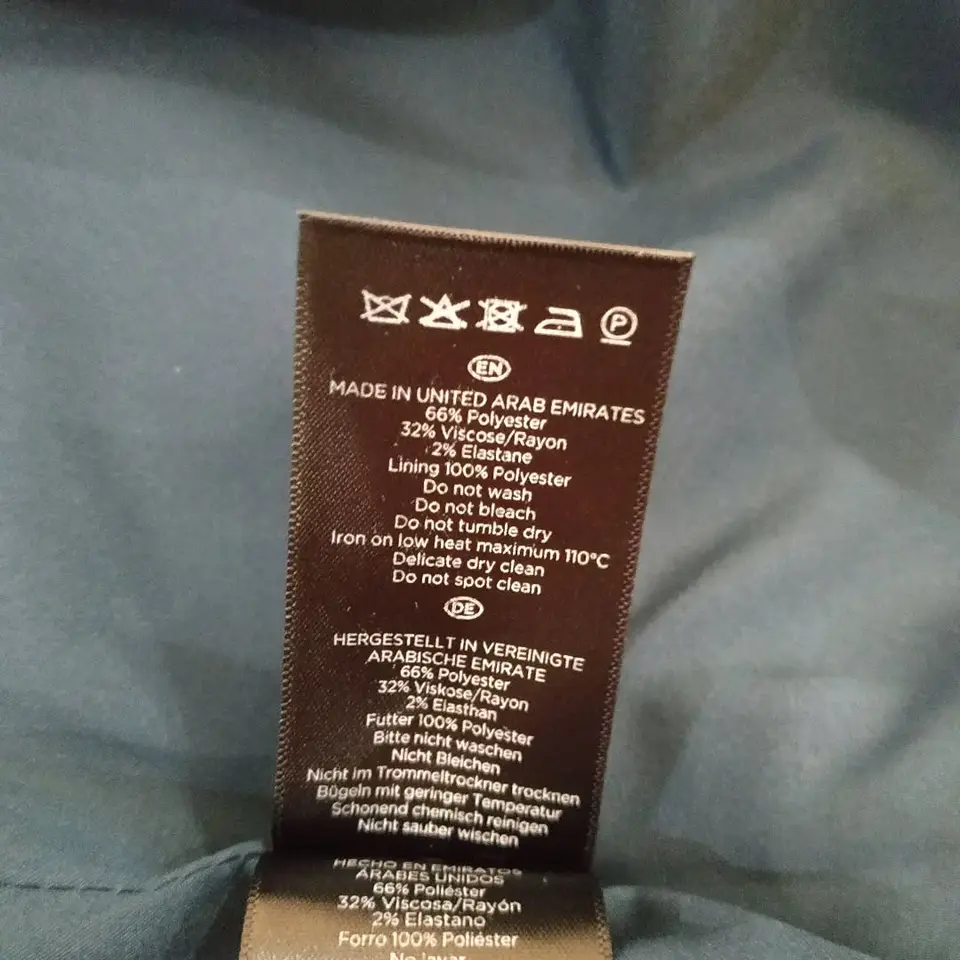 P
EN
MADE IN UNITED ARAB EMIRATES
66% Polyester
32% Viscose/Rayon
2% Elastane
Lining 100% Polyester
Do not wash
Do not bleach
Do not tumble dry
Iron on low heat maximum 110°C
Delicate dry clean
Do not spot clean
DE
HERGESTELLT IN VEREINIGTE
ARABISCHE EMIRATE
66% Polyester
32% Viskose/Rayon
2% Elasthan
Futter 100% Polyester
Bitte nicht waschen
Nicht Bleichen
Nicht im Trommeltrockner trocknen
Bügeln mit geringer Temperatur
Schonend chemisch reinigen
Nicht sauber wischen
HECHO EN EMIRATOS
ARABES UNIDOS
66% Poliéster
32% Viscosa/Rayón
2% Elastano
Forro 100% Poliéster
No lavar